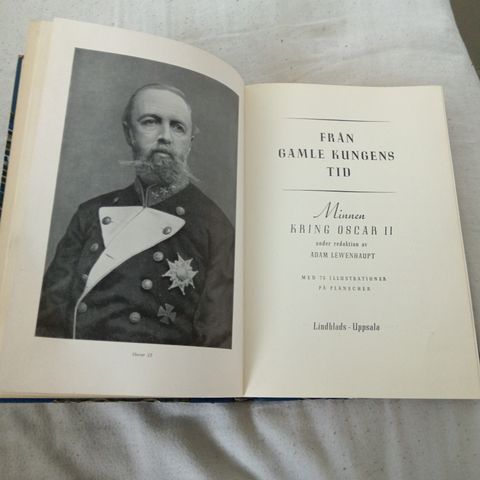 Oscar II
FRÅN
GAMLE KUNGENS
TID
Minnen
KRING OSCAR II
under redaktion av
ADAM LEWENHAUPT
MED 75 ILLUSTRATIONER
PÅ PLANSCHER
Lindblads - Uppsala